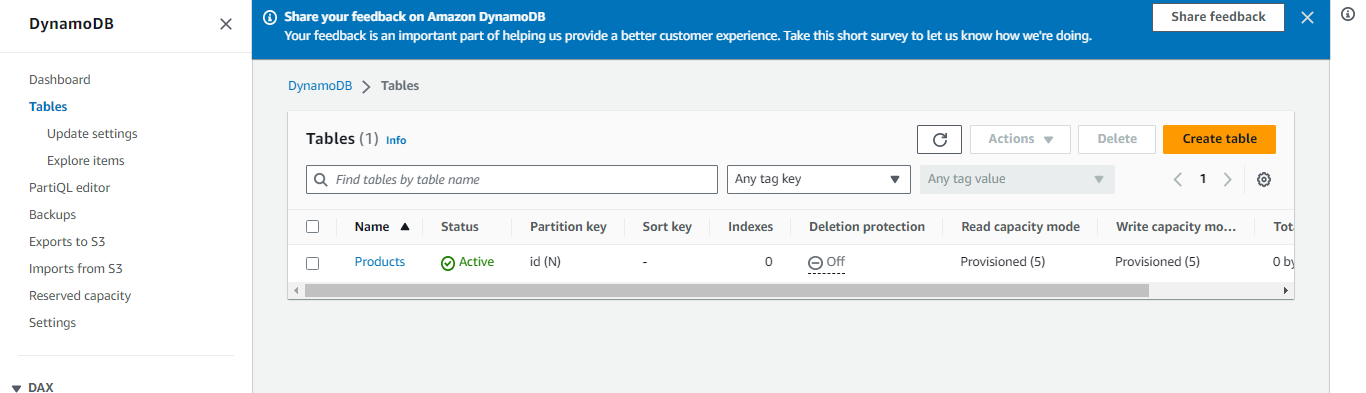 DynamoDB
Dashboard
Tables
Update settings
Explore items
PartiQL editor
Backups
Exports to S3
Imports from S3
Reserved capacity
Settings
DAX
Share your feedback on Amazon DynamoDB
Your feedback is an important part of helping us provide a better customer experience. Take this short survey to let us know how we're doing.
Share feedback
DynamoDB > Tables
Tables (1) Info
Actions
Delete
Create table
Find tables by table name
Any tag key
Any tag value
1
Name Status Partition key Sort key Indexes Deletion protection Read capacity mode Write capacity mo... Tot
Products Active id (N) - 0 Off Provisioned (5) Provisioned (5) 0 by